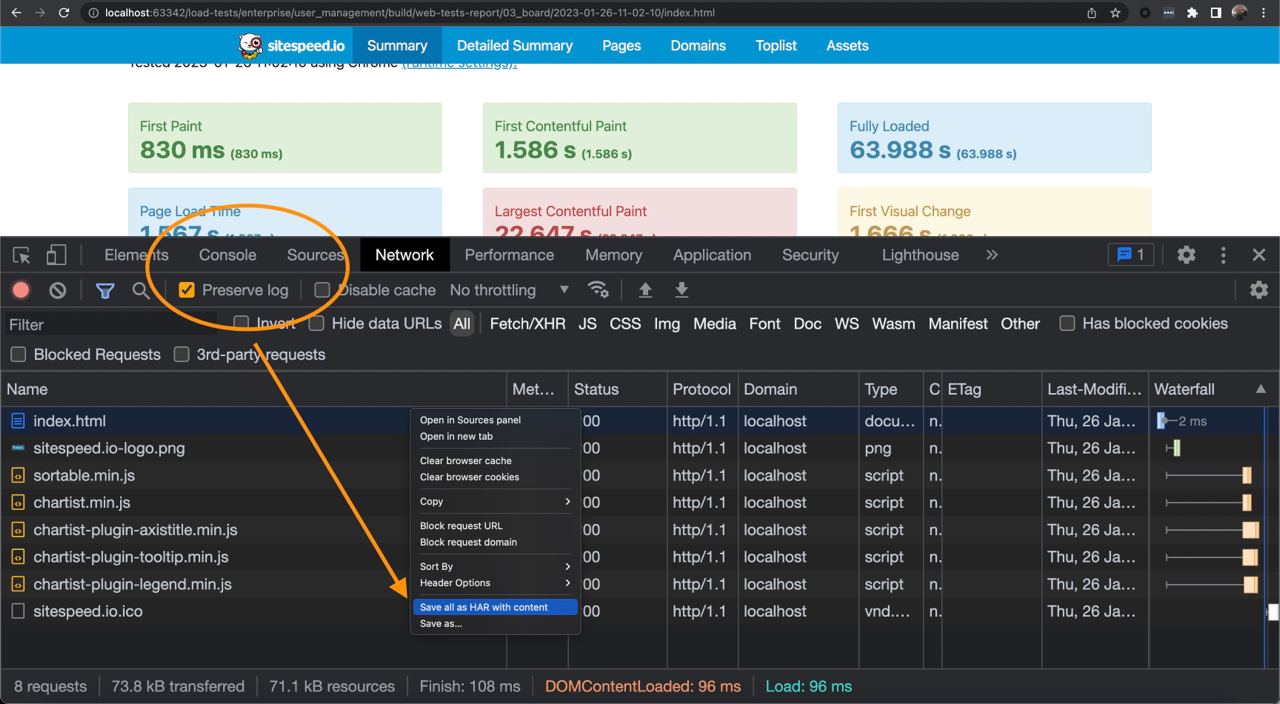 localhost:63342/load-tests/enterprise/user_management/build/web-tests-report/03_board/2023-01-26-11-02-10/index.html
sitespeed.io Summary Detailed Summary Pages Domains Toplist Assets
Tested 2023-01-26 11:02:10 using Chrome (runtime settings).
First Paint
830 ms (830 ms)
First Contentful Paint
1.586 s (1.586 s)
Fully Loaded
63.988 s (63.988 s)
Page Load Time
1.567 s
Largest Contentful Paint
22.647 s
First Visual Change
1.666 s
Elements Console Sources Network Performance Memory Application Security Lighthouse » 1
Preserve log Disable cache No throttling
Filter Invert Hide data URLs All Fetch/XHR JS CSS Img Media Font Doc WS Wasm Manifest Other Has blocked cookies
Blocked Requests 3rd-party requests
Name Met... Status Protocol Domain Type C ETag Last-Modifi... Waterfall
index.html 00 http/1.1 localhost docu... n. Thu, 26 Ja... 2 ms
sitespeed.io-logo.png 00 http/1.1 localhost png n. Thu, 26 Ja...
sortable.min.js 00 http/1.1 localhost script n. Thu, 26 Ja...
chartist.min.js 00 http/1.1 localhost script n. Thu, 26 Ja...
chartist-plugin-axistitle.min.js 00 http/1.1 localhost script n. Thu, 26 Ja...
chartist-plugin-tooltip.min.js 00 http/1.1 localhost script n. Thu, 26 Ja...
chartist-plugin-legend.min.js 00 http/1.1 localhost script n. Thu, 26 Ja...
sitespeed.io.ico 00 http/1.1 localhost vnd.... n. Thu, 26 Ja...
Open in Sources panel
Open in new tab
Clear browser cache
Clear browser cookies
Copy
Block request URL
Block request domain
Sort By
Header Options
Save all as HAR with content
Save as...
8 requests 73.8 kB transferred 71.1 kB resources Finish: 108 ms DOMContentLoaded: 96 ms Load: 96 ms